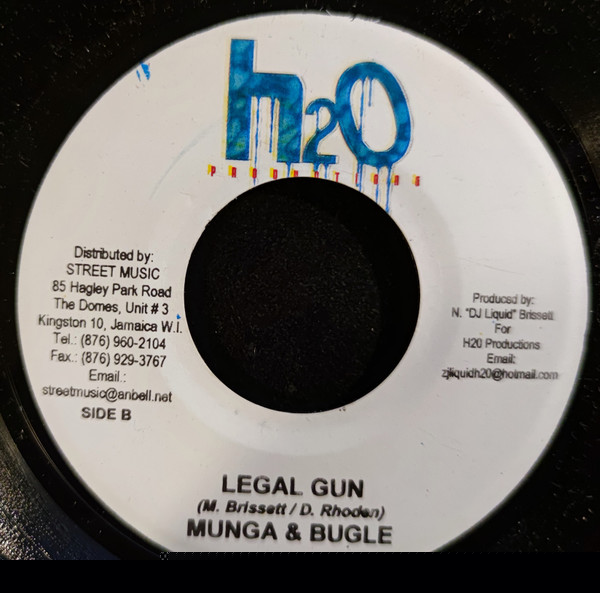 h2O
PRODUCTIONS
Distributed by:
STREET MUSIC
85 Hagley Park Road
The Domes, Unit # 3
Kingston 10, Jamaica W.I.
Tel.: (876) 960-2104
Fax.: (876) 929-3767
Email.:
streetmusic@anbell.net
SIDE B
Produced by:
N. "DJ Liquid" Brissett
For
H20 Productions
Email:
zjliquidh20@hotmail.com
LEGAL GUN
(M. Brissett / D. Rhoden)
MUNGA & BUGLE